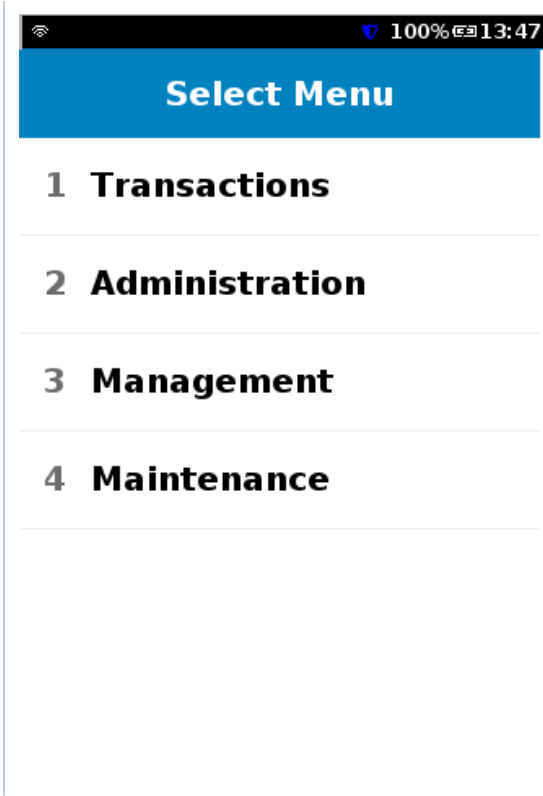 100% 13:47
Select Menu
1 Transactions
2 Administration
3 Management
4 Maintenance